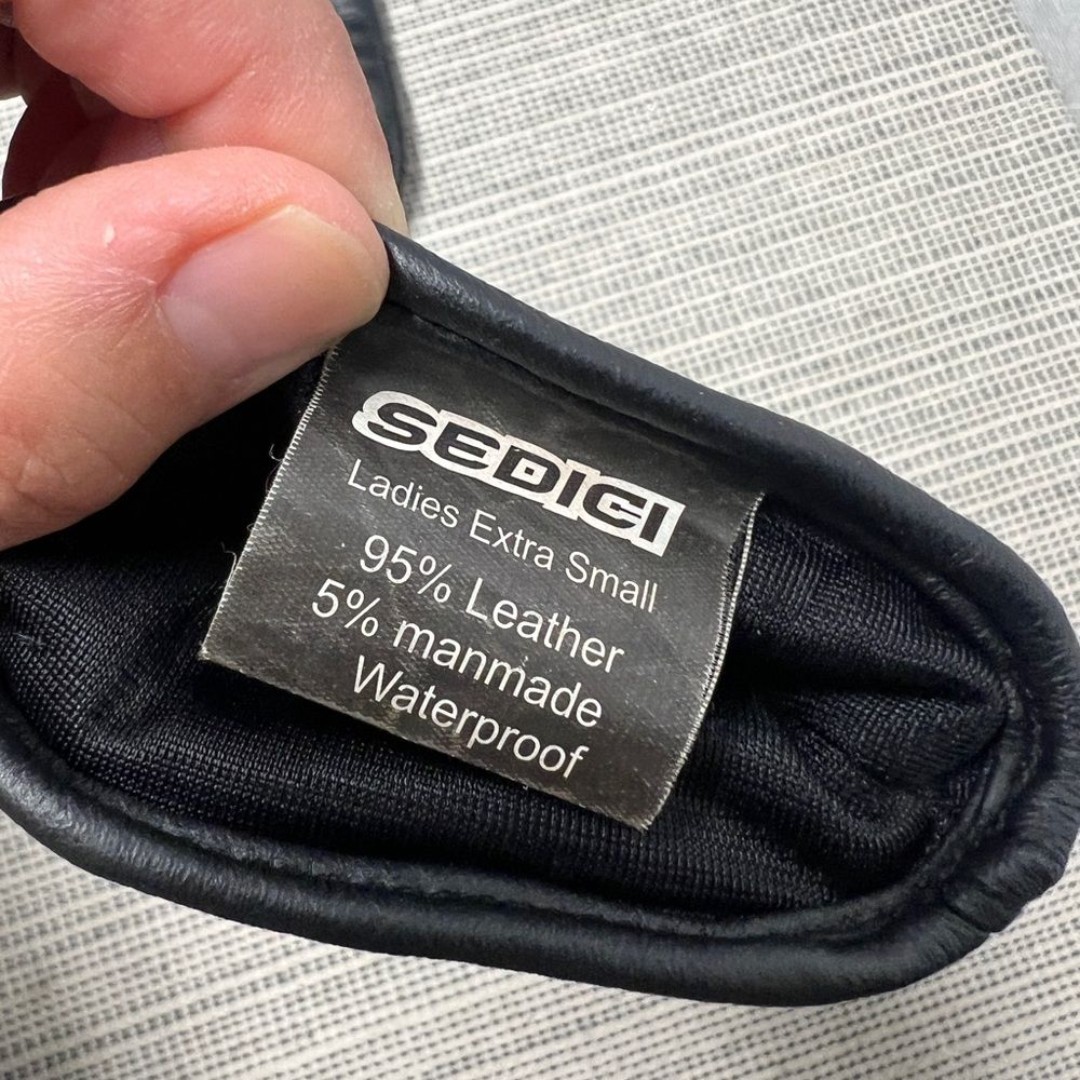 SEDICI
Ladies Extra Small
95% Leather
5% manmade
Waterproof